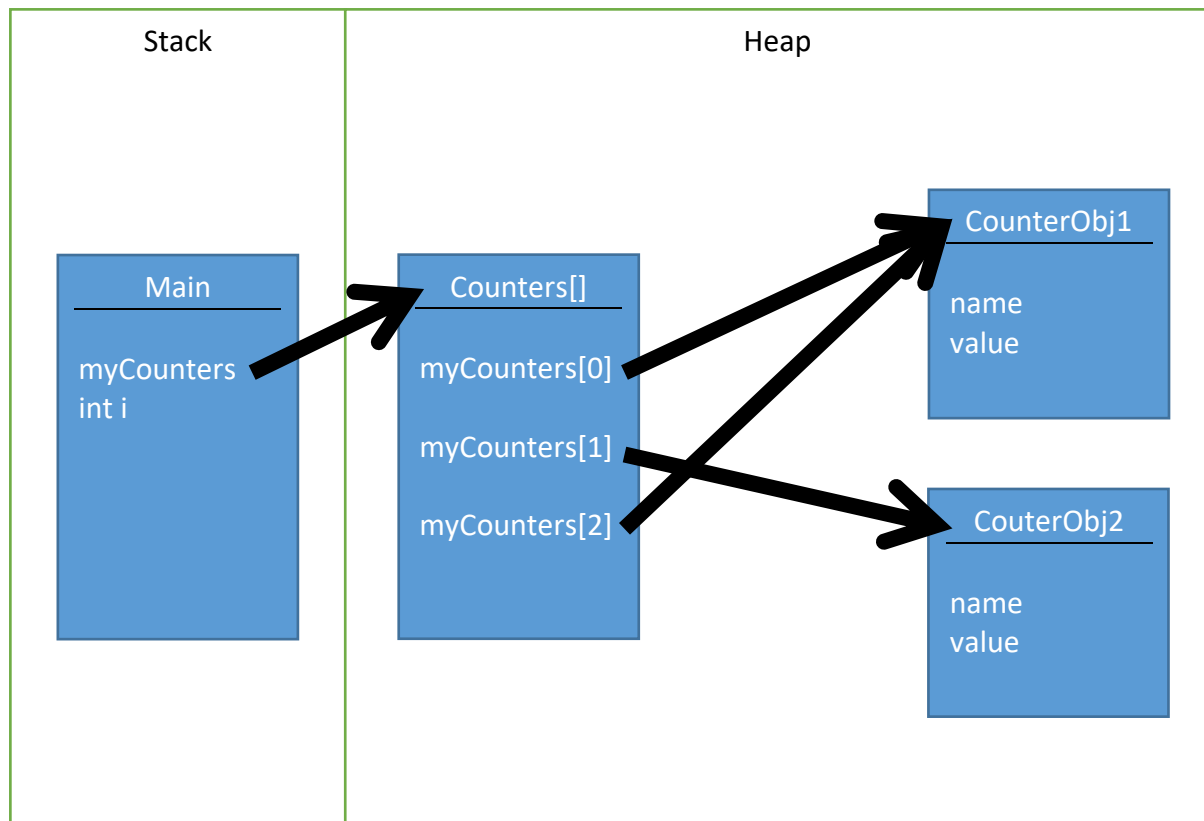 Stack
Heap
Main
myCounters
int i
Counters[]
myCounters[0]
myCounters[1]
myCounters[2]
CounterObj1
name
value
CouterObj2
name
value